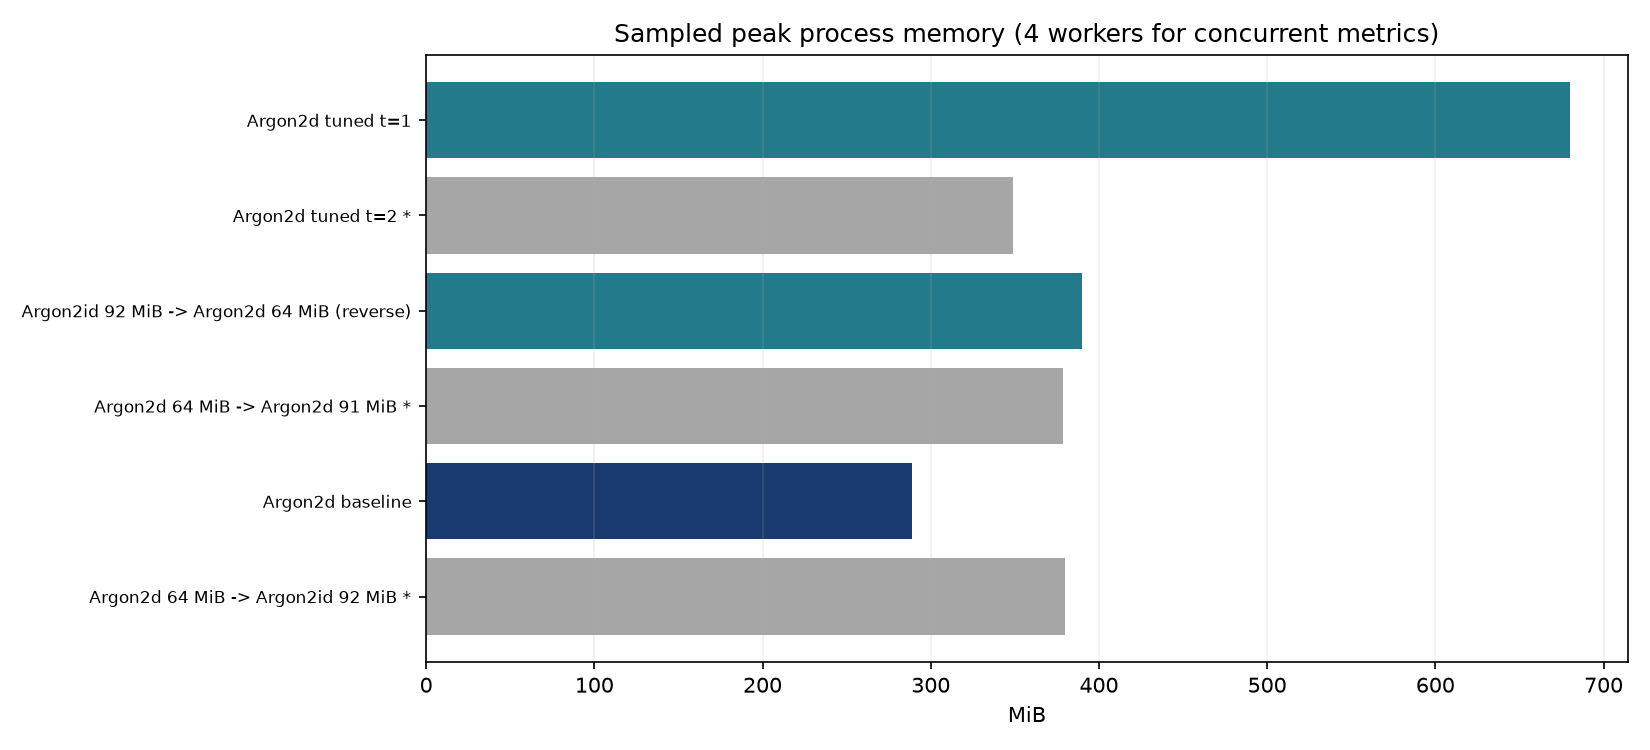 Sampled peak process memory (4 workers for concurrent metrics)
Argon2d tuned t=1
Argon2d tuned t=2 *
Argon2id 92 MiB -> Argon2d 64 MiB (reverse)
Argon2d 64 MiB -> Argon2d 91 MiB *
Argon2d baseline
Argon2d 64 MiB -> Argon2id 92 MiB *
0 100 200 300 400 500 600 700
MiB